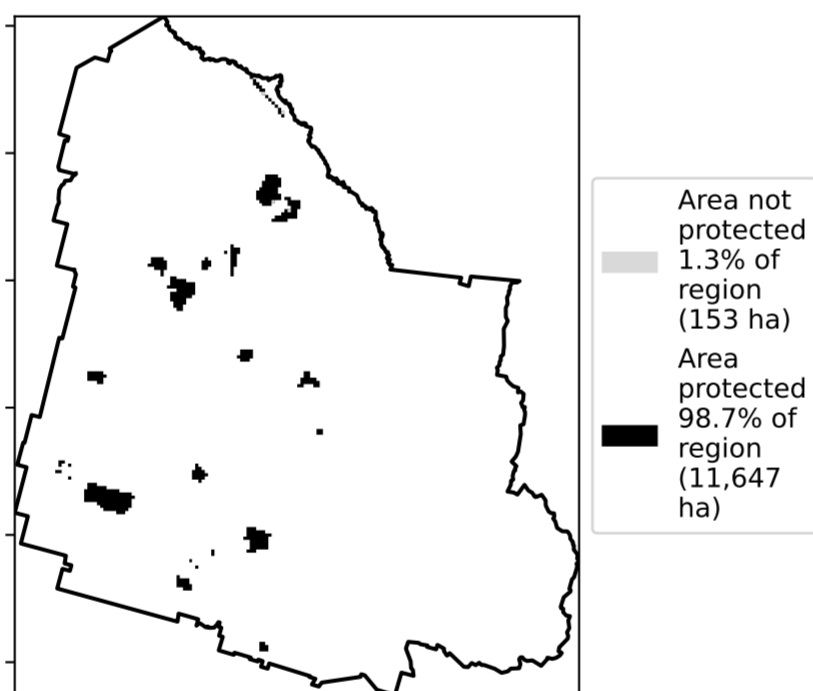 Area not
protected
1.3% of
region
(153 ha)
Area
protected
98.7% of
region
(11,647
ha)